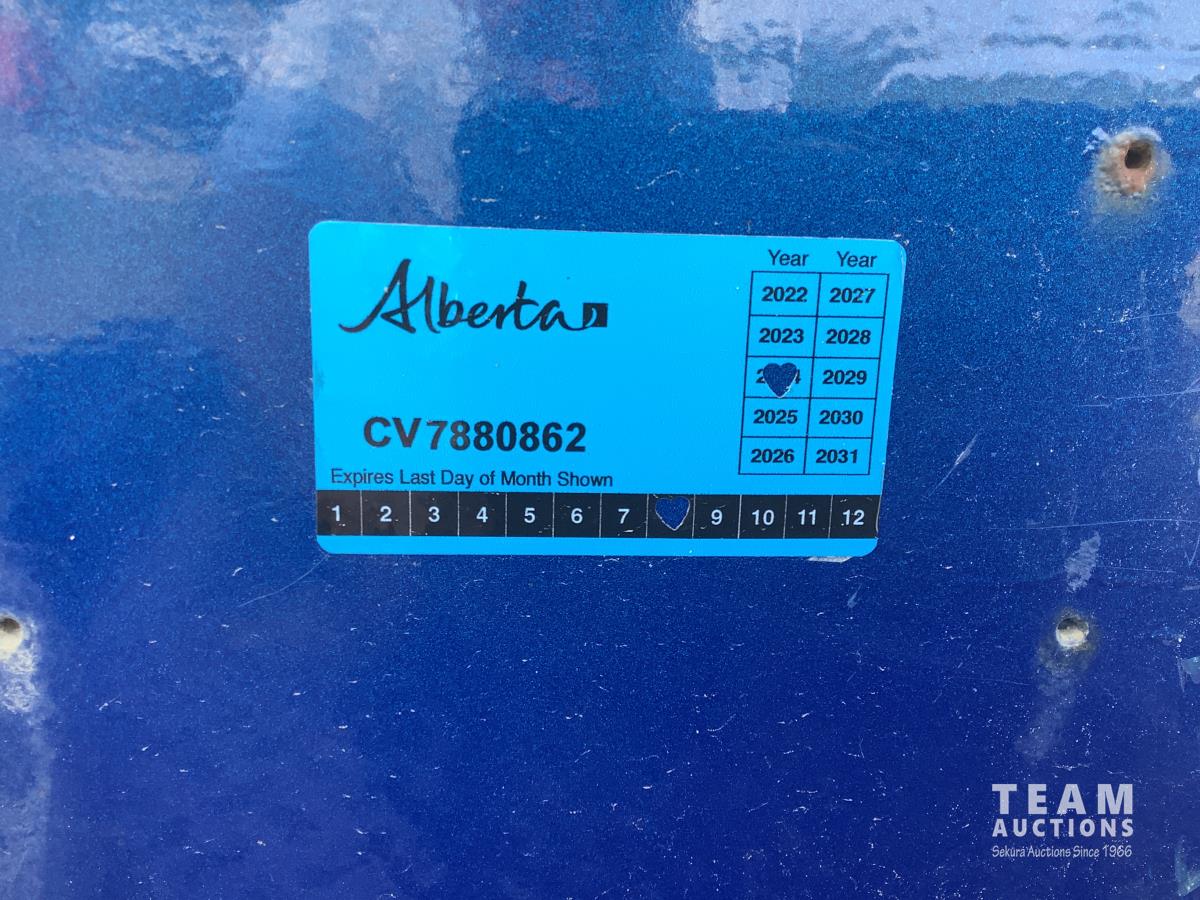 Alberta
Year Year
2022 2027
2023 2028
2029
2025 2030
2026 2031
CV7880862
Expires Last Day of Month Shown
1 2 3 4 5 6 7 9 10 11 12
TEAM
AUCTIONS
Sekura Auctions Since 1966